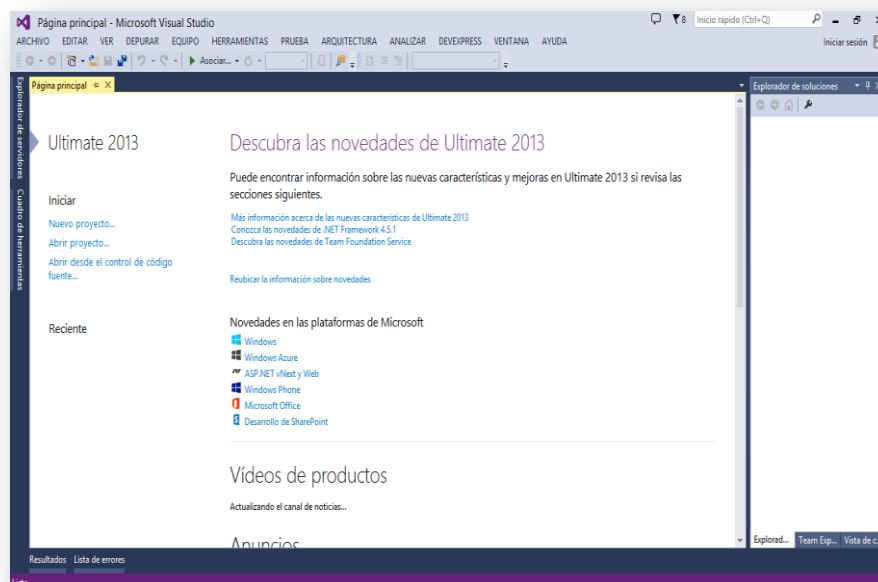 Página principal - Microsoft Visual Studio
8
Inicio rápido (Ctrl+Q)
ARCHIVO EDITAR VER DEPURAR EQUIPO HERRAMIENTAS PRUEBA ARQUITECTURA ANALIZAR DEVEXPRESS VENTANA AYUDA
Iniciar sesión
Asociar...
Explorador de servidores
Cuadro de herramientas
Página principal
Explorador de soluciones
Ultimate 2013
Iniciar
Nuevo proyecto...
Abrir proyecto...
Abrir desde el control de código
fuente...
Reciente
Descubra las novedades de Ultimate 2013
Puede encontrar información sobre las nuevas características y mejoras en Ultimate 2013 si revisa las
secciones siguientes.
Más información acerca de las nuevas características de Ultimate 2013
Conozca las novedades de .NET Framework 4.5.1
Descubra las novedades de Team Foundation Service
Reubicar la información sobre novedades
Novedades en las plataformas de Microsoft
Windows
Windows Azure
ASP.NET vNext y Web
Windows Phone
Microsoft Office
Desarrollo de SharePoint
Vídeos de productos
Actualizando el canal de noticias...
Anuncios
Explorad... Team Exp... Vista de c...
Resultados Lista de errores
Listo